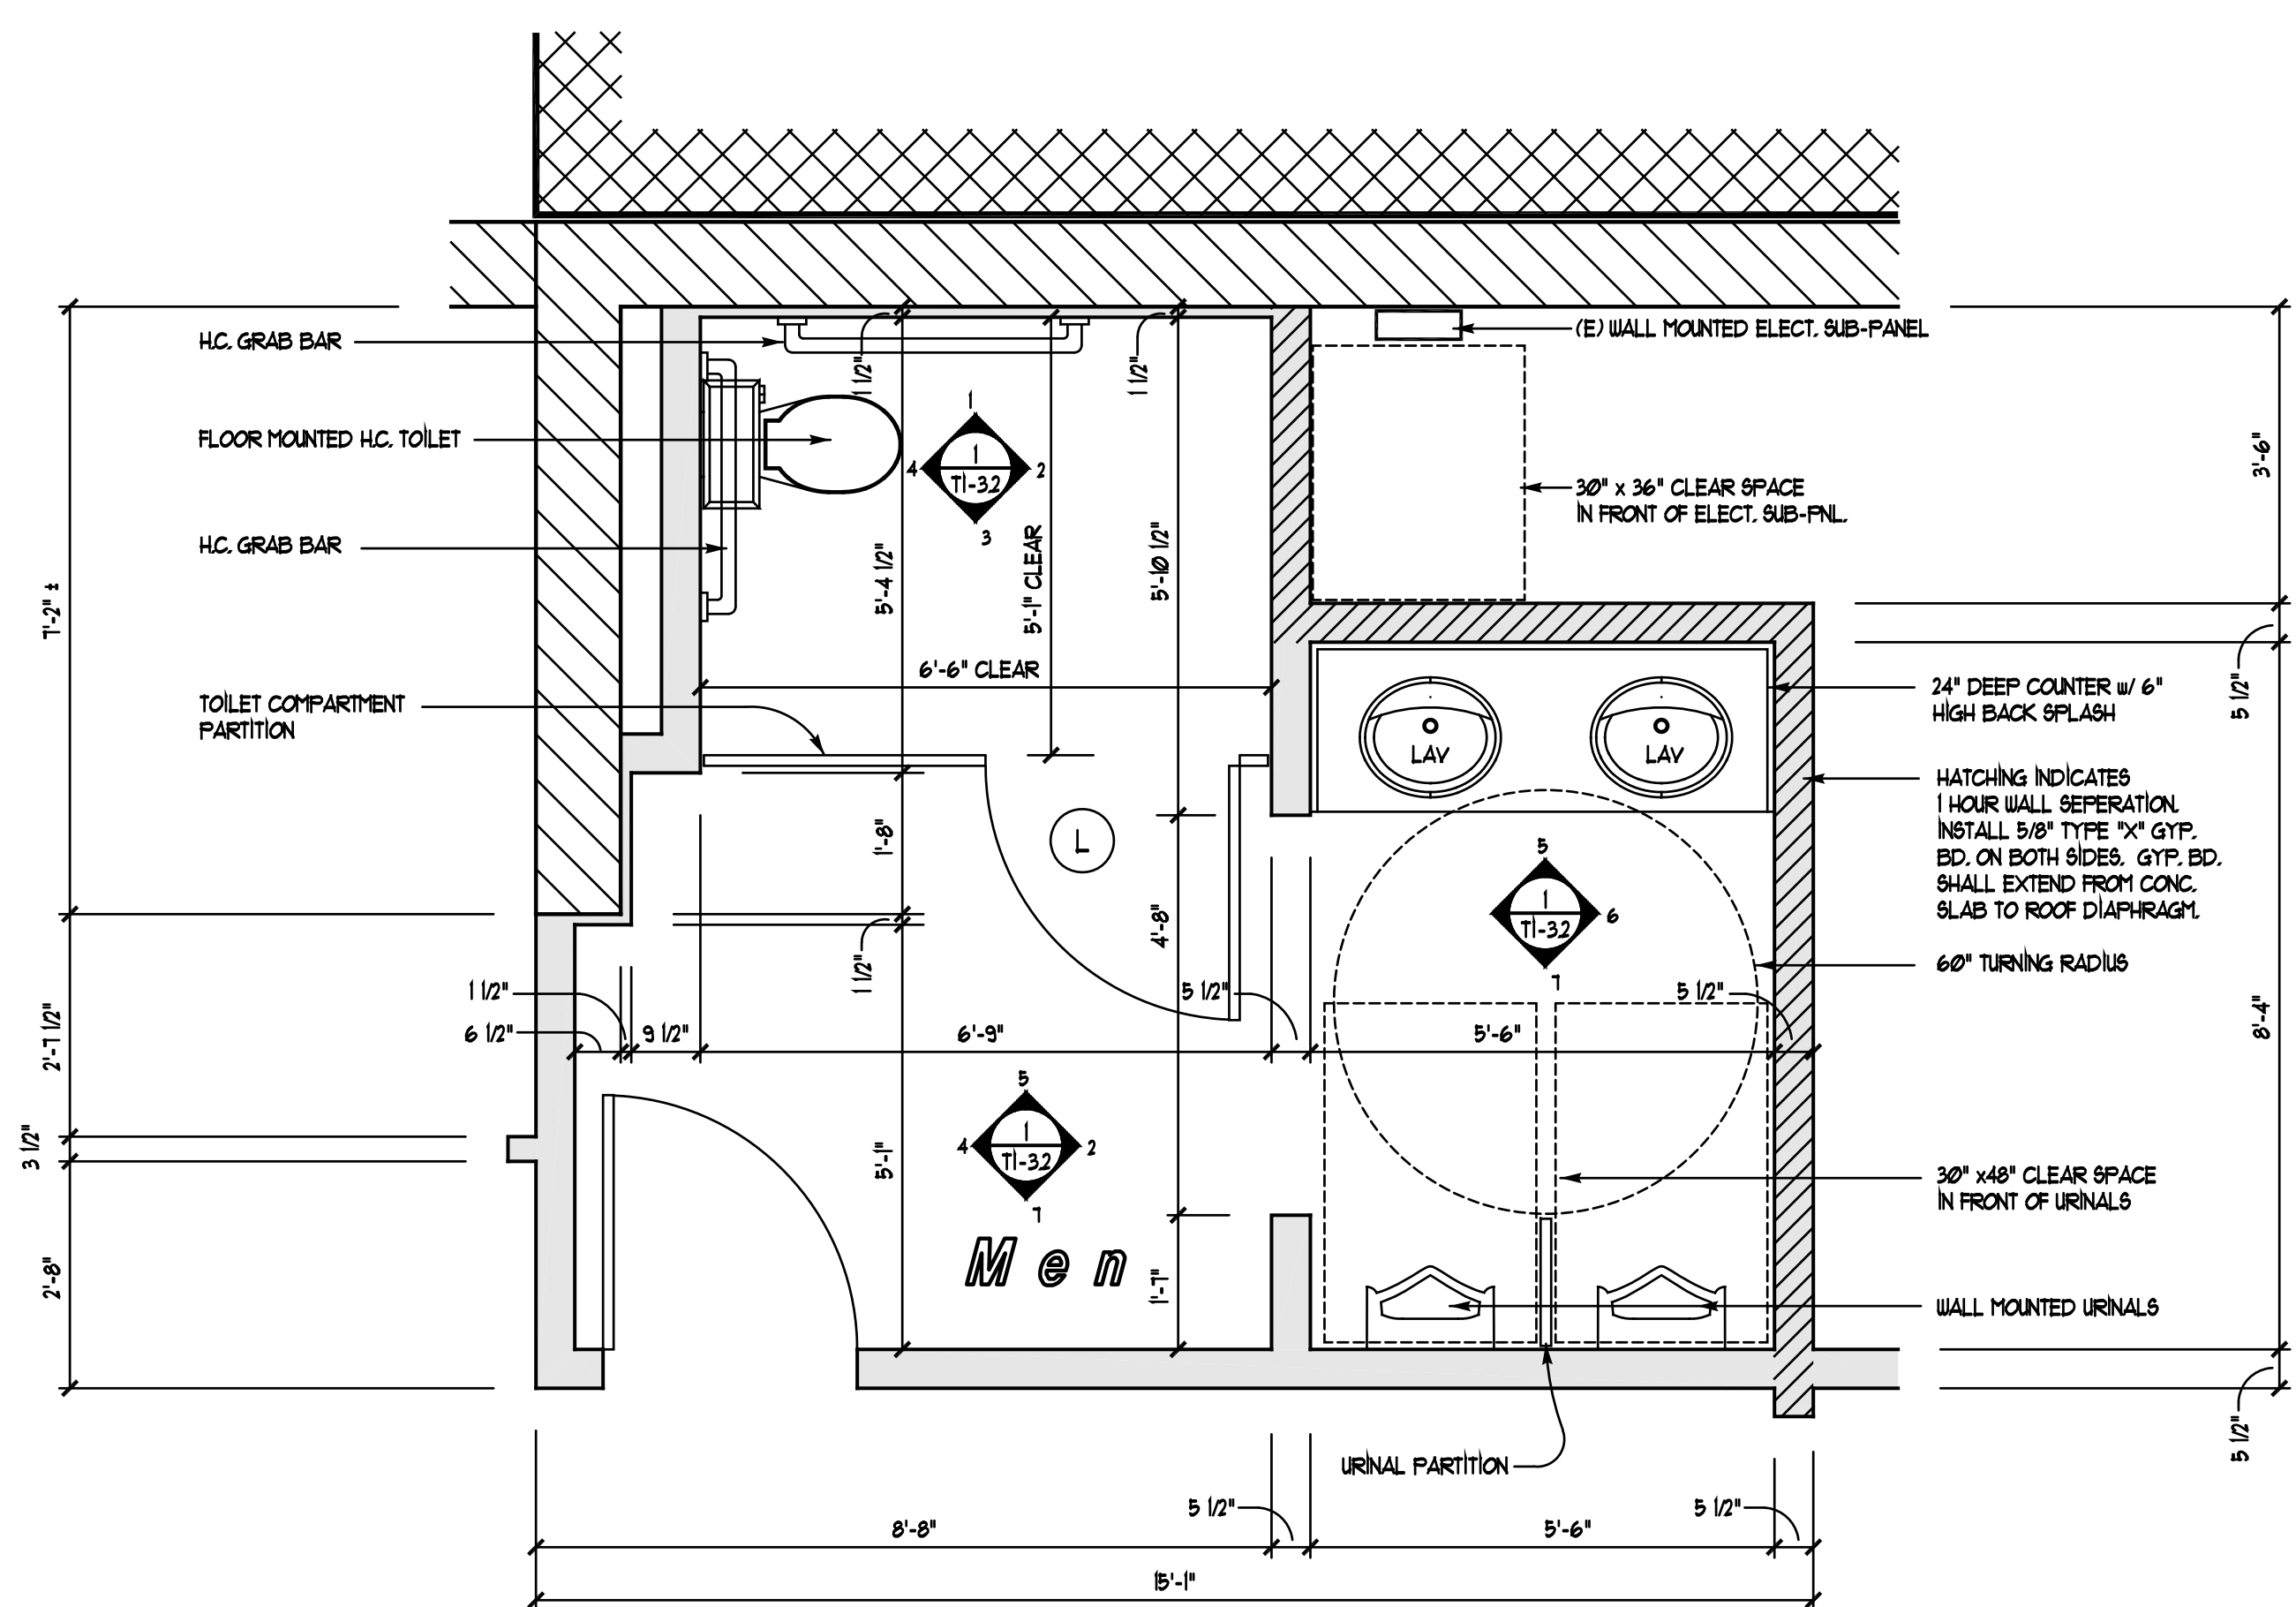 H.C. GRAB BAR
(E) WALL MOUNTED ELECT. SUB-PANEL
1 1/2"
1 1/2"
FLOOR MOUNTED H.C. TOILET
1
4
1
TI-3.2
2
3
3'-6"
30" x 36" CLEAR SPACE
IN FRONT OF ELECT. SUB-PNL.
H.C. GRAB BAR
7'-2" ±
5'-4 1/2"
5'-1" CLEAR
5'-10 1/2"
6'-6" CLEAR
TOILET COMPARTMENT
PARTITION
24" DEEP COUNTER w/ 6"
HIGH BACK SPLASH
5 1/2"
LAV
LAV
HATCHING INDICATES
1 HOUR WALL SEPERATION.
INSTALL 5/8" TYPE "X" GYP.
BD. ON BOTH SIDES. GYP. BD.
SHALL EXTEND FROM CONC.
SLAB TO ROOF DIAPHRAGM.
1'-8"
L
4'-8"
5
1
TI-3.2
6
7
60" TURNING RADIUS
1 1/2"
1 1/2"
5 1/2"
5 1/2"
6 1/2"
9 1/2"
6'-9"
5'-6"
2'-7 1/2"
8'-4"
3 1/2"
5'-1"
5
4
1
TI-3.2
2
7
30" x48" CLEAR SPACE
IN FRONT OF URINALS
Men
2'-8"
1'-7"
WALL MOUNTED URINALS
URINAL PARTITION
5 1/2"
5 1/2"
5 1/2"
8'-8"
5'-6"
15'-1"